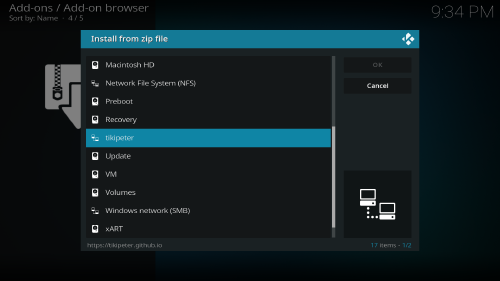 Add-ons / Add-on browser
Sort by: Name · 4 / 5
9:34 PM
Install from zip file
Macintosh HD
Network File System (NFS)
Preboot
Recovery
tikipeter
Update
VM
Volumes
Windows network (SMB)
xART
OK
Cancel
https://tikipeter.github.io
17 items - 1/2